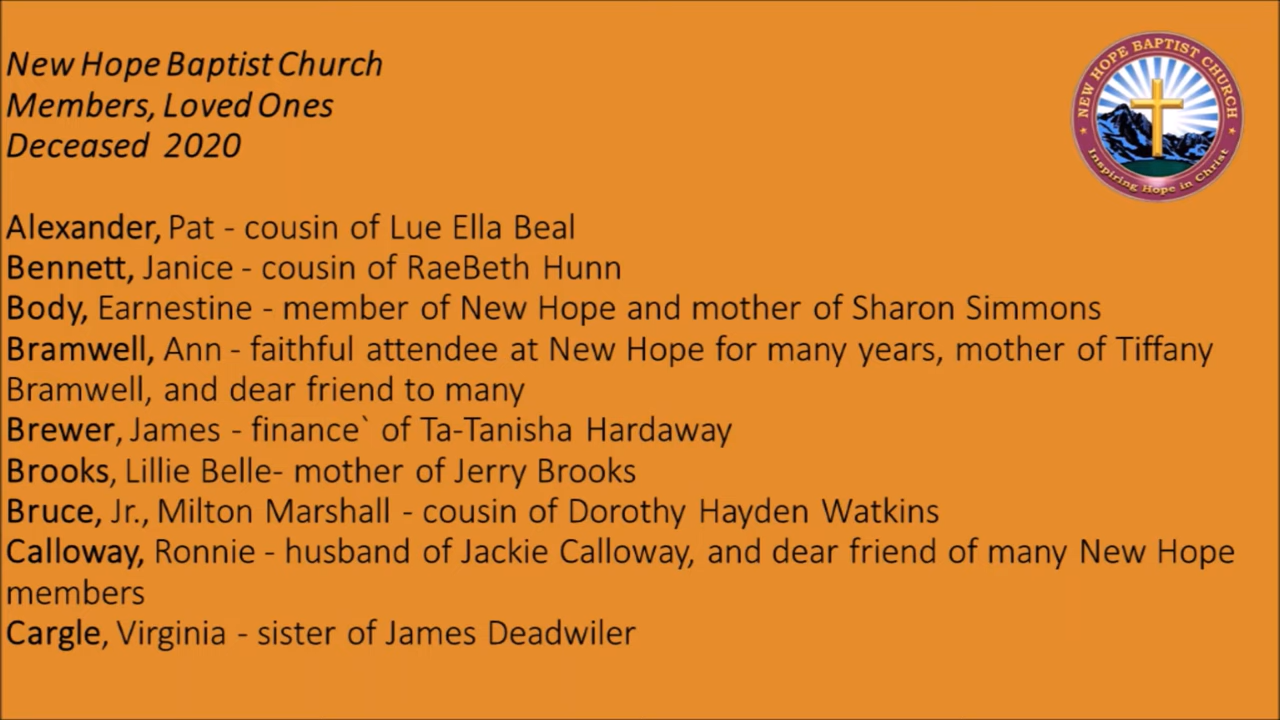 New Hope Baptist Church
Members, Loved Ones
Deceased 2020
NEW HOPE BAPTIST CHURCH
Inspiring Hope in Christ
Alexander, Pat - cousin of Lue Ella Beal
Bennett, Janice - cousin of RaeBeth Hunn
Body, Earnestine - member of New Hope and mother of Sharon Simmons
Bramwell, Ann - faithful attendee at New Hope for many years, mother of Tiffany
Bramwell, and dear friend to many
Brewer, James - finance` of Ta-Tanisha Hardaway
Brooks, Lillie Belle- mother of Jerry Brooks
Bruce, Jr., Milton Marshall - cousin of Dorothy Hayden Watkins
Calloway, Ronnie - husband of Jackie Calloway, and dear friend of many New Hope
members
Cargle, Virginia - sister of James Deadwiler